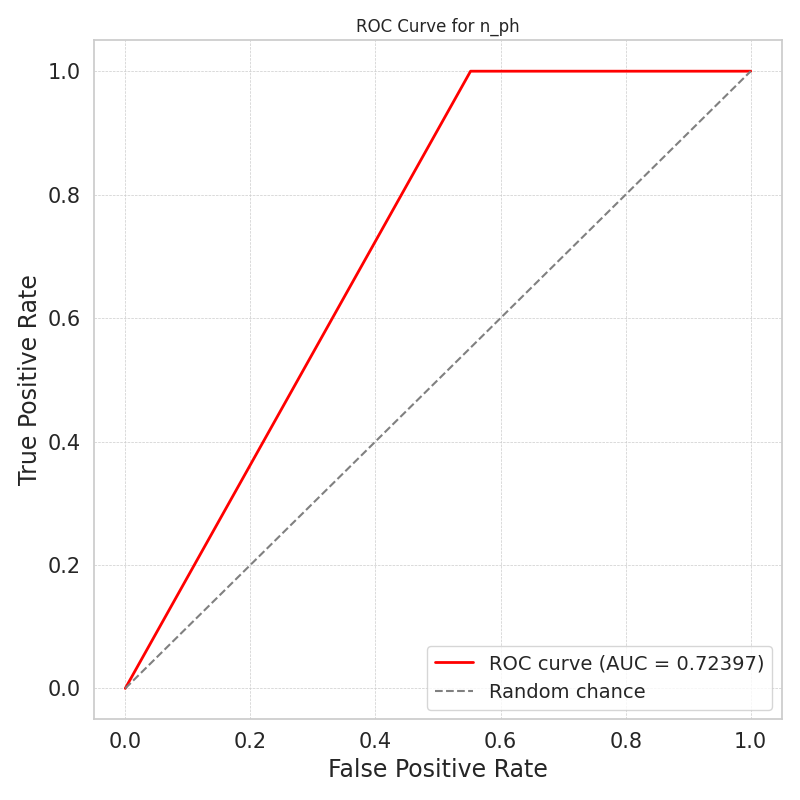 ROC Curve for n_ph
1.0
0.8
0.6
0.4
0.2
0.0
True Positive Rate
ROC curve (AUC = 0.72397)
Random chance
0.0 0.2 0.4 0.6 0.8 1.0
False Positive Rate